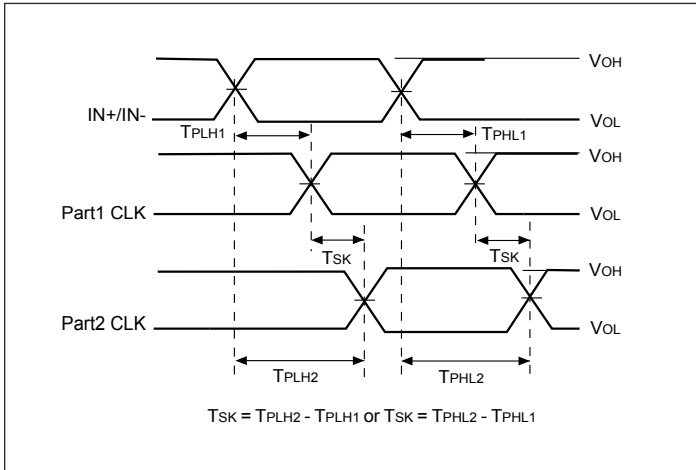 VOH
IN+/IN-
VOL
TPLH1
TPHL1
VOH
Part1 CLK
VOL
TSK
TSK
VOH
Part2 CLK
VOL
TPLH2
TPHL2
TSK = TPLH2 - TPLH1 or TSK = TPHL2 - TPHL1